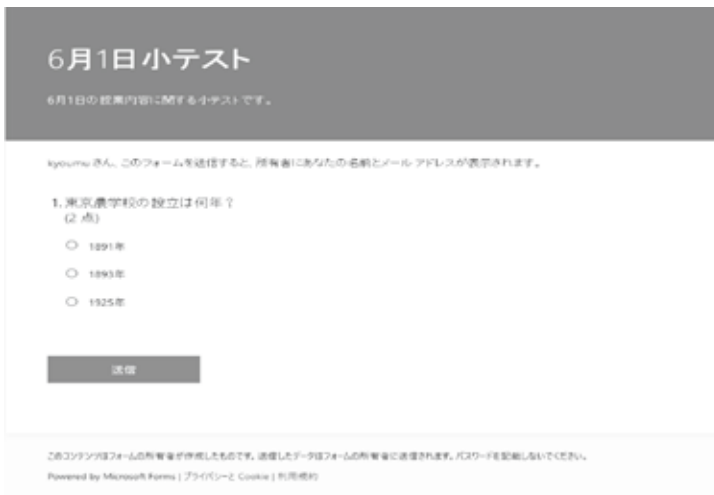 6月1日小テスト
6月1日の授業内容に関する小テストです。
kyoumu さん、このフォームを送信すると、所有者にあなたの名前とメール アドレスが表示されます。
1. 東京農学校の設立は何年？
(2 点)
1891年
1893年
1925年
送信
このコンテンツはフォームの所有者が作成したものです。送信したデータはフォームの所有者に送信されます。パスワードを記載しないでください。
Powered by Microsoft Forms | プライバシーと Cookie | 利用規約